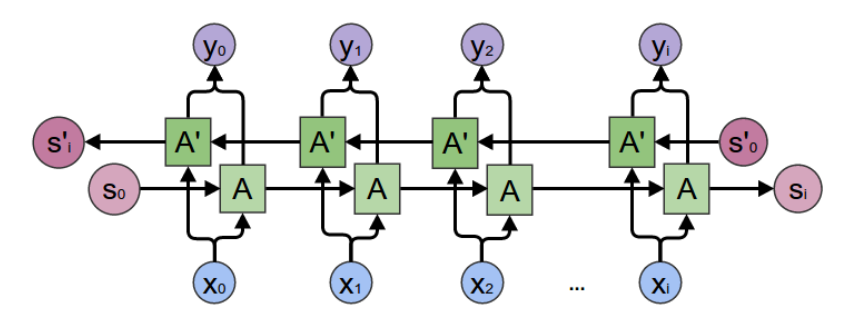 y₀ y₁ y₂ yᵢ
s'ᵢ A' A' A' A' s'₀
s₀ A A A A sᵢ
x₀ x₁ x₂ ... xᵢ